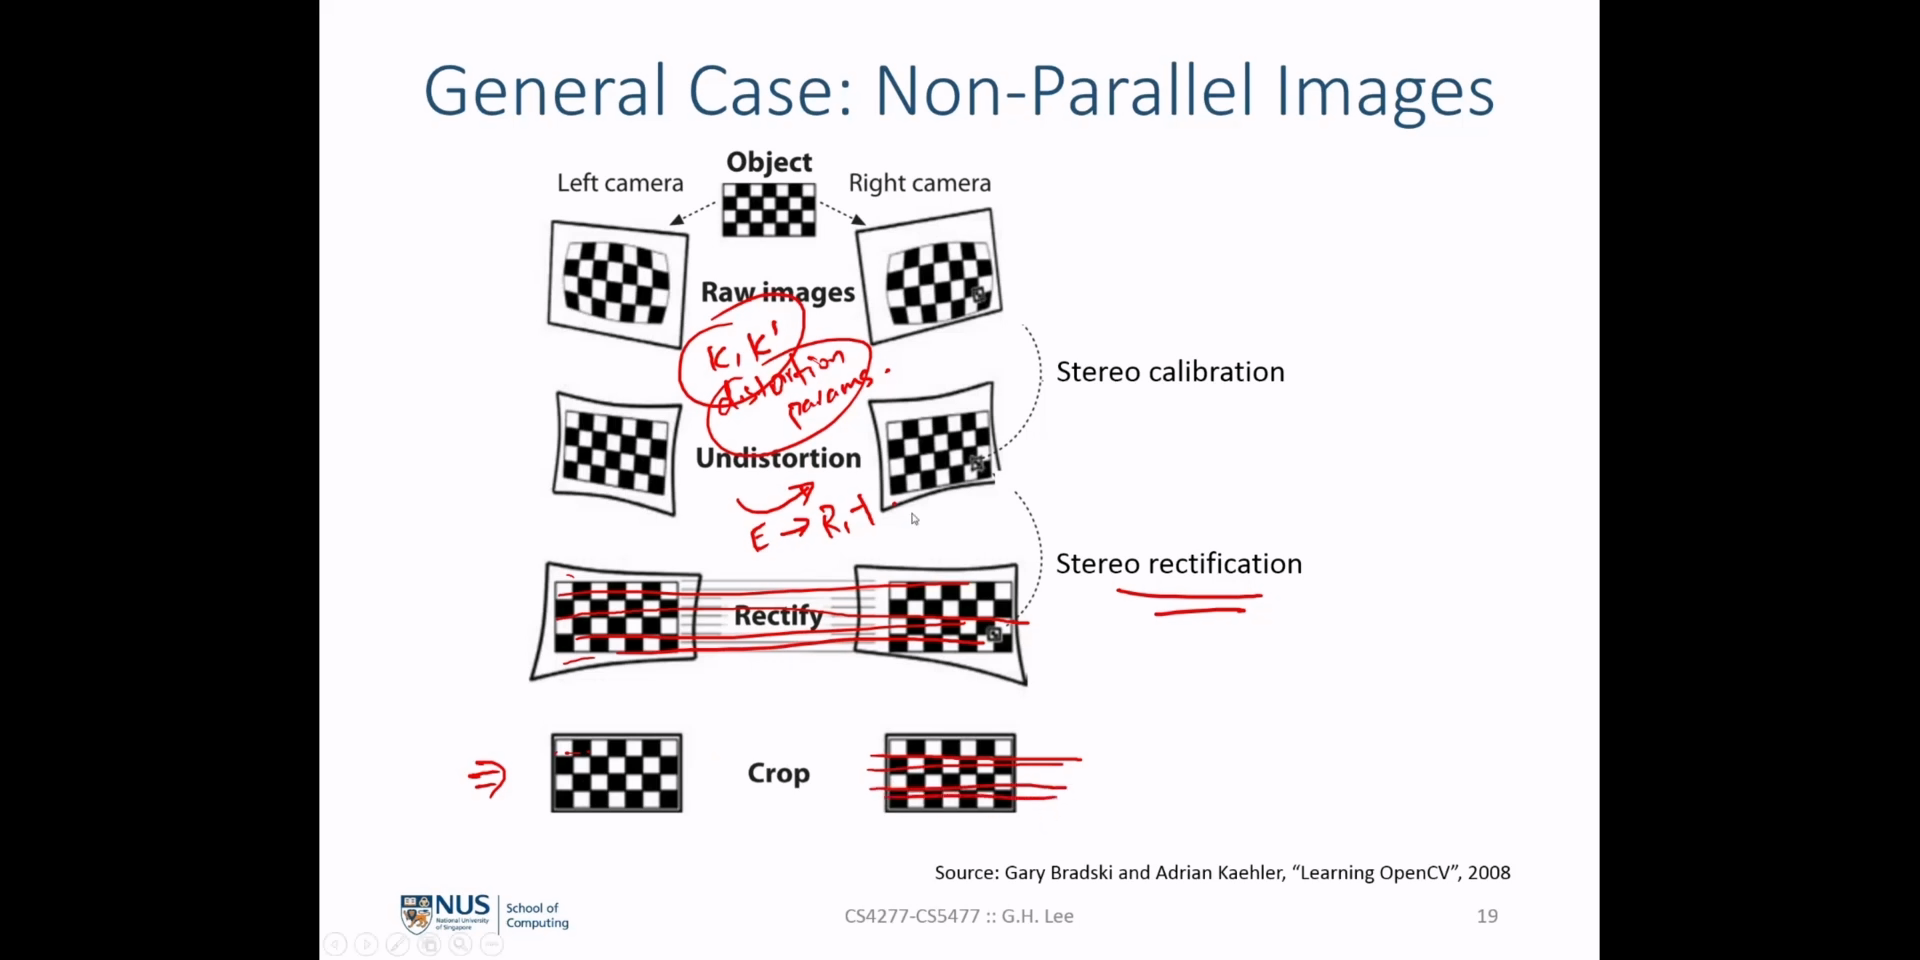 General Case: Non-Parallel Images
Object
Left camera
Right camera
Raw images
K, K'
distortion
params.
Stereo calibration
Undistortion
E → R, t
Stereo rectification
Rectify
Crop
Source: Gary Bradski and Adrian Kaehler, “Learning OpenCV”, 2008
NUS
National University
of Singapore
School of
Computing
CS4277-CS5477 :: G.H. Lee
19